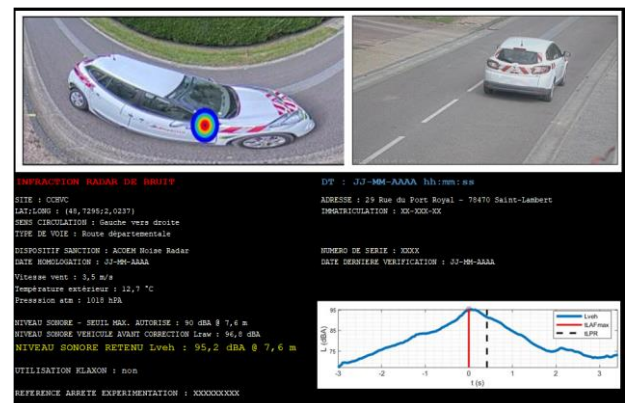 INFRACTION RADAR DE BRUIT
DT : JJ-MM-AAAA hh:mm:ss
SITE : CCHVC
ADRESSE : 29 Rue du Port Royal - 78470 Saint-Lambert
LAT;LONG : (48,7295;2,0237)
IMMATRICULATION : XX-XXX-XX
SENS CIRCULATION : Gauche vers droite
TYPE DE VOIE : Route départementale
DISPOSITIF SANCTION : ACOEM Noise Radar
NUMERO DE SERIE : XXXX
DATE HOMOLOGATION : JJ-MM-AAAA
DATE DERNIERE VERIFICATION : JJ-MM-AAAA
Vitesse vent : 3,5 m/s
Température extérieur : 12,7 °C
Presssion atm : 1018 hPA
NIVEAU SONORE - SEUIL MAX. AUTORISE : 90 dBA @ 7,6 m
NIVEAU SONORE VEHICULE AVANT CORRECTION Lraw : 96,8 dBA
NIVEAU SONORE RETENU Lveh : 95,2 dBA @ 7,6 m
UTILISATION KLAXON : non
REFERENCE ARRETE EXPERIMENTATION : XXXXXXXXX
95
85
75
L (dBA)
Lveh
tLAFmax
tLPR
-3 -2 -1 0 1 2 3
t (s)